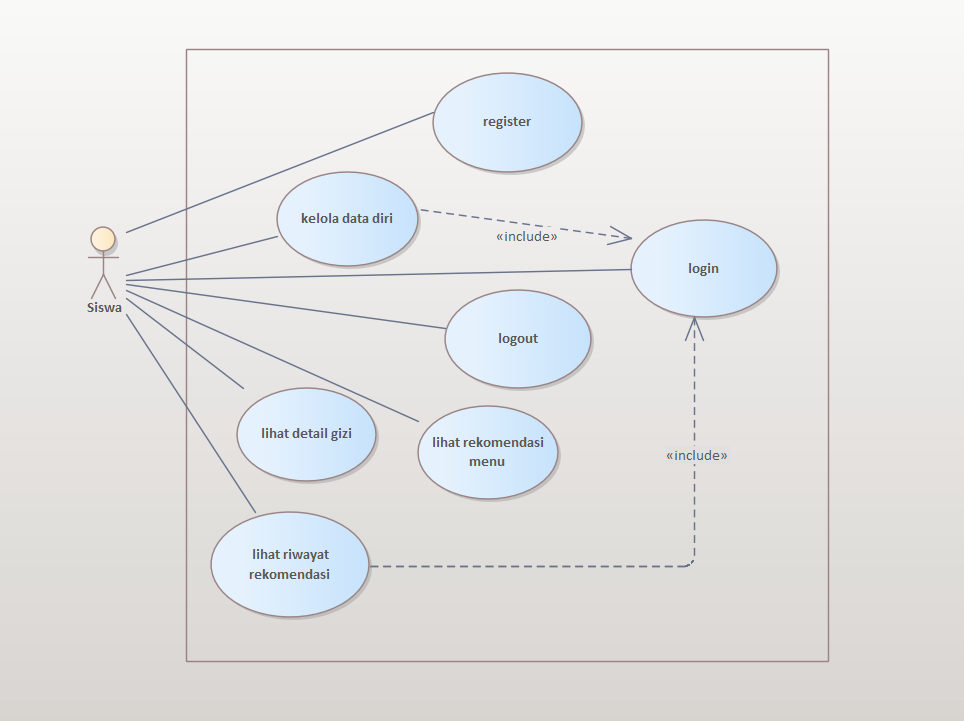 register
kelola data diri
«include»
login
Siswa
logout
lihat detail gizi
lihat rekomendasi
menu
«include»
lihat riwayat
rekomendasi